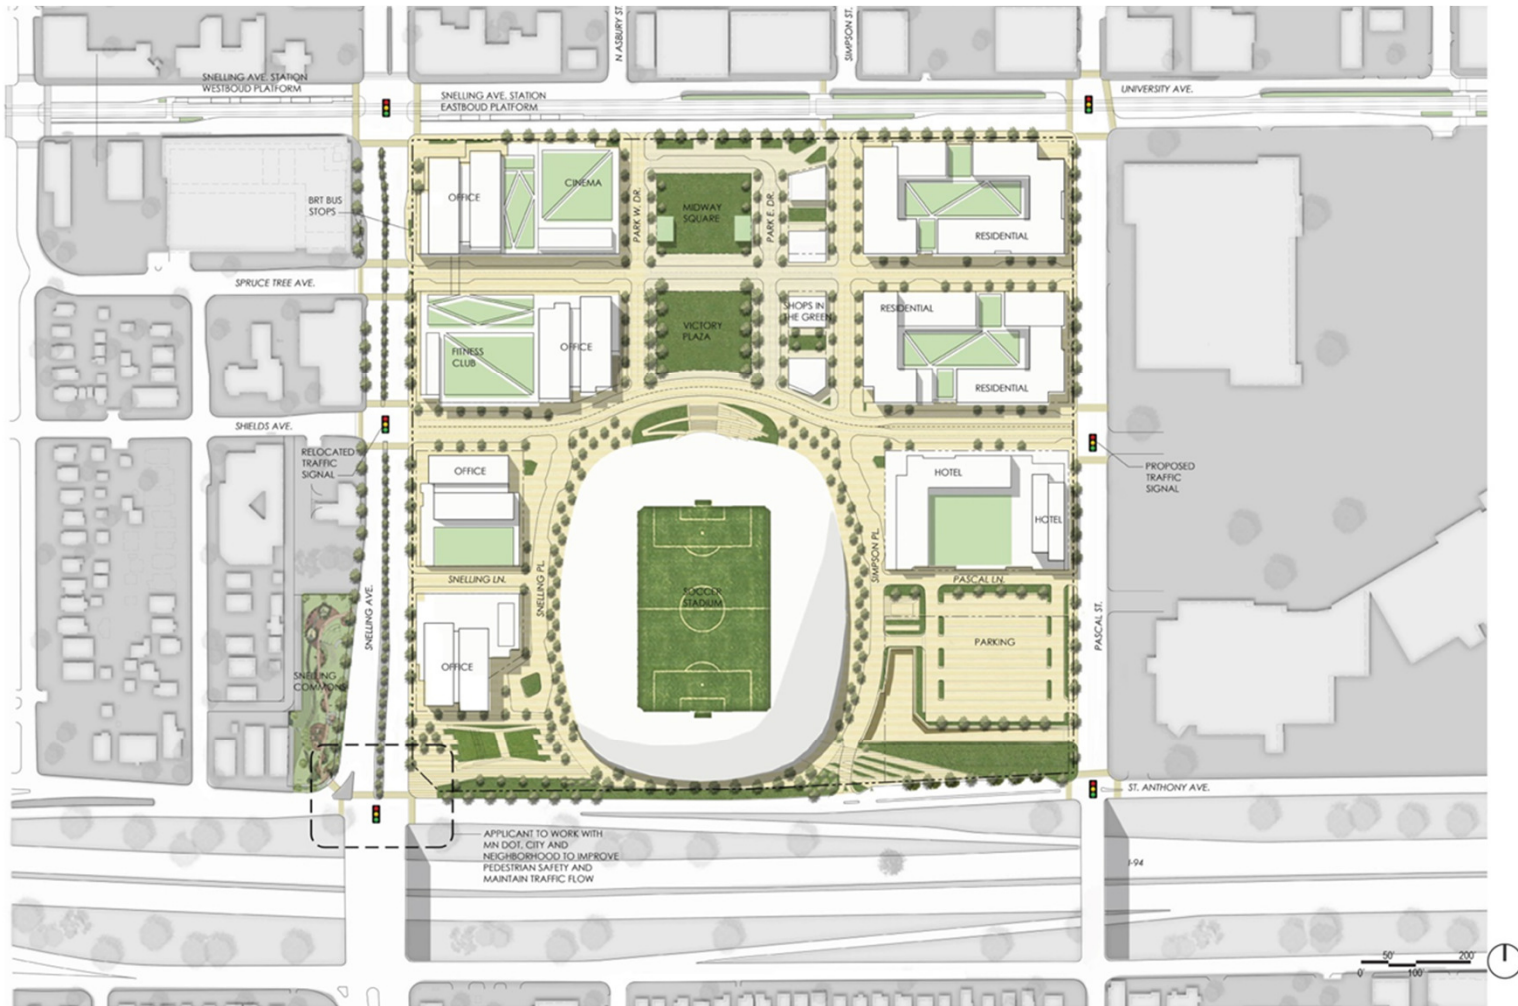 N ASBURY ST.
SIMPSON ST.
SNELLING AVE. STATION
WESTBOUD PLATFORM
SNELLING AVE. STATION
EASTBOUD PLATFORM
UNIVERSITY AVE.
BRT BUS
STOPS
OFFICE
CINEMA
PARK W. DR.
MIDWAY
SQUARE
PARK E. DR.
RESIDENTIAL
SPRUCE TREE AVE.
FITNESS
CLUB
OFFICE
VICTORY
PLAZA
SHOPS IN
THE GREEN
RESIDENTIAL
RESIDENTIAL
SHIELDS AVE.
RELOCATED
TRAFFIC
SIGNAL
OFFICE
HOTEL
HOTEL
PROPOSED
TRAFFIC
SIGNAL
SNELLING LN.
SNELLING PL.
SIMPSON PL.
PASCAL LN.
SNELLING AVE.
SOCCER
STADIUM
PASCAL ST.
PARKING
OFFICE
SNELLING
COMMONS
ST. ANTHONY AVE.
APPLICANT TO WORK WITH
MN DOT, CITY AND
NEIGHBORHOOD TO IMPROVE
PEDESTRIAN SAFETY AND
MAINTAIN TRAFFIC FLOW
I-94
0' 50' 100' 200'